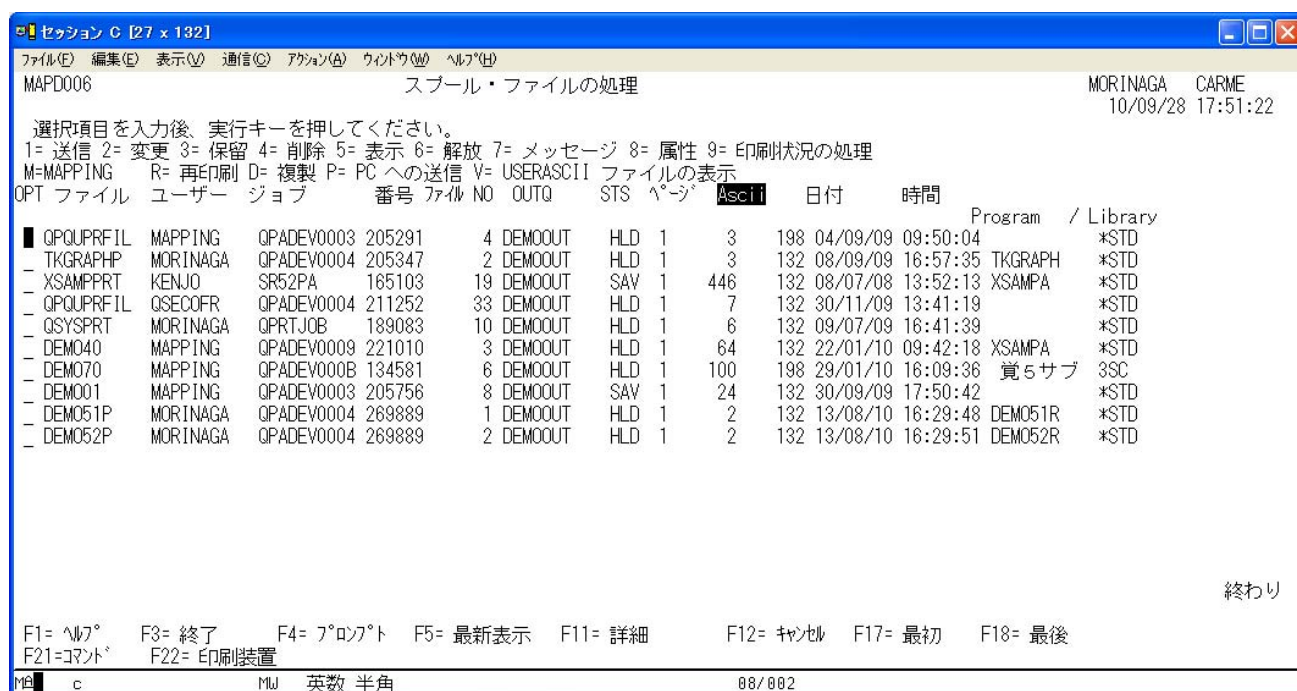 セッション C [27 x 132]
ファイル(F) 編集(E) 表示(V) 通信(C) アクション(A) ウィンドウ(W) ヘルプ(H)
MAPD006 スプール・ファイルの処理 MORINAGA CARME
10/09/28 17:51:22
選択項目を入力後、実行キーを押してください。
1= 送信 2= 変更 3= 保留 4= 削除 5= 表示 6= 解放 7= メッセージ 8= 属性 9= 印刷状況の処理
M=MAPPING R= 再印刷 D= 複製 P= PC への送信 V= USERASCII ファイルの表示
OPT ファイル ユーザー ジョブ 番号 ファイル NO OUTQ STS ページ Ascii 日付 時間
Program / Library
QPQUPRFIL MAPPING QPADEV0003 205291 4 DEMOOUT HLD 1 3 198 04/09/09 09:50:04 *STD
_ TKGRAPHP MORINAGA QPADEV0004 205347 2 DEMOOUT HLD 1 3 132 08/09/09 16:57:35 TKGRAPH *STD
_ XSAMPPRT KENJO SR52PA 165103 19 DEMOOUT SAV 1 446 132 08/07/08 13:52:13 XSAMPA *STD
_ QPQUPRFIL QSECOFR QPADEV0004 211252 33 DEMOOUT HLD 1 7 132 30/11/09 13:41:19 *STD
_ QSYSPRT MORINAGA QPRTJOB 189083 10 DEMOOUT HLD 1 6 132 09/07/09 16:41:39 *STD
_ DEMO40 MAPPING QPADEV0009 221010 3 DEMOOUT HLD 1 64 132 22/01/10 09:42:18 XSAMPA *STD
_ DEMO70 MAPPING QPADEV000B 134581 6 DEMOOUT HLD 1 100 198 29/01/10 16:09:36 覚5サブ 3SC
_ DEMO01 MAPPING QPADEV0003 205756 8 DEMOOUT SAV 1 24 132 30/09/09 17:50:42 *STD
_ DEMO51P MORINAGA QPADEV0004 269889 1 DEMOOUT HLD 1 2 132 13/08/10 16:29:48 DEMO51R *STD
_ DEMO52P MORINAGA QPADEV0004 269889 2 DEMOOUT HLD 1 2 132 13/08/10 16:29:51 DEMO52R *STD
終わり
F1= ヘルプ F3= 終了 F4= プロンプト F5= 最新表示 F11= 詳細 F12= キャンセル F17= 最初 F18= 最後
F21=コマンド F22= 印刷装置
MA c MW 英数 半角 08/002